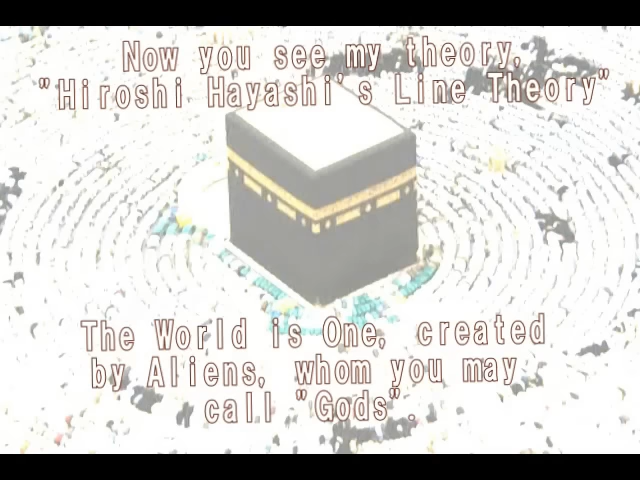 Now you see my theory,
"Hiroshi Hayashi's Line Theory"
The World is One, created
by Aliens, whom you may
call "Gods".